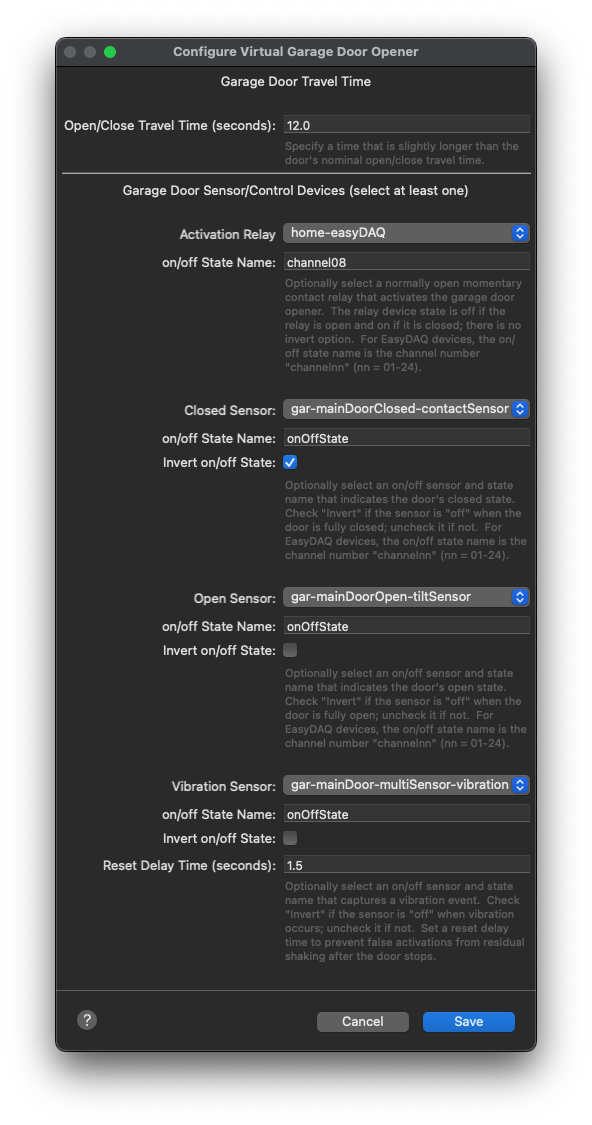 Configure Virtual Garage Door Opener
Garage Door Travel Time
Open/Close Travel Time (seconds): 12.0
Specify a time that is slightly longer than the
door's nominal open/close travel time.
Garage Door Sensor/Control Devices (select at least one)
Activation Relay home-easyDAQ
on/off State Name: channel08
Optionally select a normally open momentary
contact relay that activates the garage door
opener.  The relay device state is off if the
relay is open and on if it is closed; there is no
invert option.  For EasyDAQ devices, the on/
off state name is the channel number
"channelnn" (nn = 01-24).
Closed Sensor: gar-mainDoorClosed-contactSensor
on/off State Name: onOffState
Invert on/off State:
Optionally select an on/off sensor and state
name that indicates the door's closed state.
Check "Invert" if the sensor is "off" when the
door is fully closed; uncheck it if not.  For
EasyDAQ devices, the on/off state name is the
channel number "channelnn" (nn = 01-24).
Open Sensor: gar-mainDoorOpen-tiltSensor
on/off State Name: onOffState
Invert on/off State:
Optionally select an on/off sensor and state
name that indicates the door's open state.
Check "Invert" if the sensor is "off" when the
door is fully open; uncheck it if not.  For
EasyDAQ devices, the on/off state name is the
channel number "channelnn" (nn = 01-24).
Vibration Sensor: gar-mainDoor-multiSensor-vibration
on/off State Name: onOffState
Invert on/off State:
Reset Delay Time (seconds): 1.5
Optionally select an on/off sensor and state
name that captures a vibration event.  Check
"Invert" if the sensor is "off" when vibration
occurs; uncheck it if not.  Set a reset delay
time to prevent false activations from residual
shaking after the door stops.
? Cancel Save